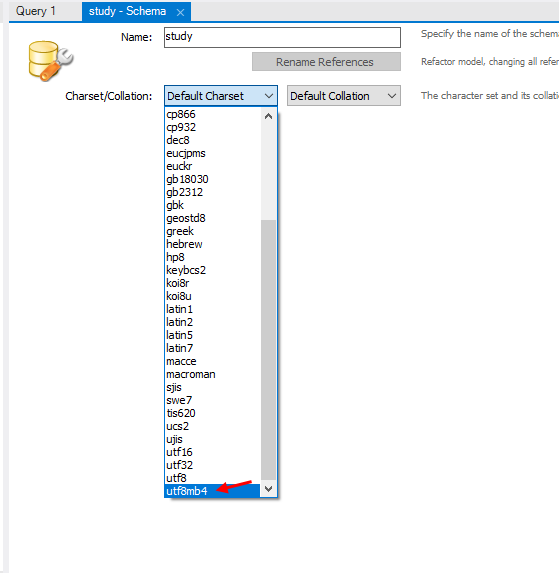 Query 1
study - Schema
Name:
study
Specify the name of the schem
Rename References
Refactor model, changing all refer
Charset/Collation:
Default Charset
Default Collation
The character set and its collati
cp866
cp932
dec8
eucjpms
euckr
gb18030
gb2312
gbk
geostd8
greek
hebrew
hp8
keybcs2
koi8r
koi8u
latin1
latin2
latin5
latin7
macce
macroman
sjis
swe7
tis620
ucs2
ujis
utf16
utf32
utf8
utf8mb4